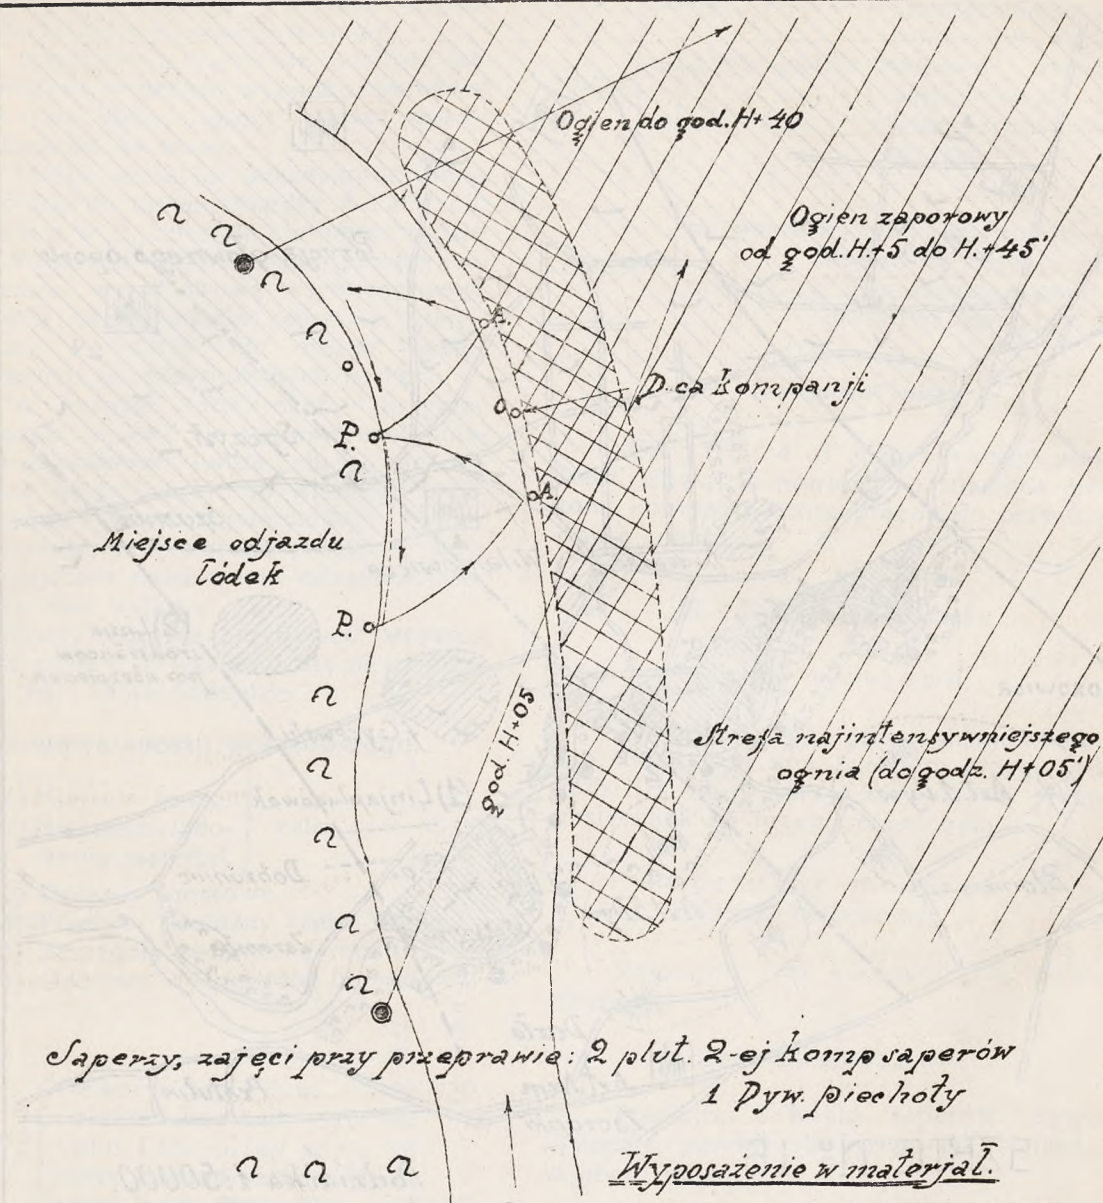 Ogień do god. H+40
Ogień zaporowy
od god. H.+5 do H.+45'
A.
D-ca kompanji
O
P.
A.
Miejsce odjazdu
łódek
P.
god. H+05
Strefa najintensywniejszego
ognia (do godz. H+05')
Saperzy, zajęci przy przeprawie: 2 plut. 2-ej komp saperów
1 Dyw. piechoty
Wyposażenie w materjał.